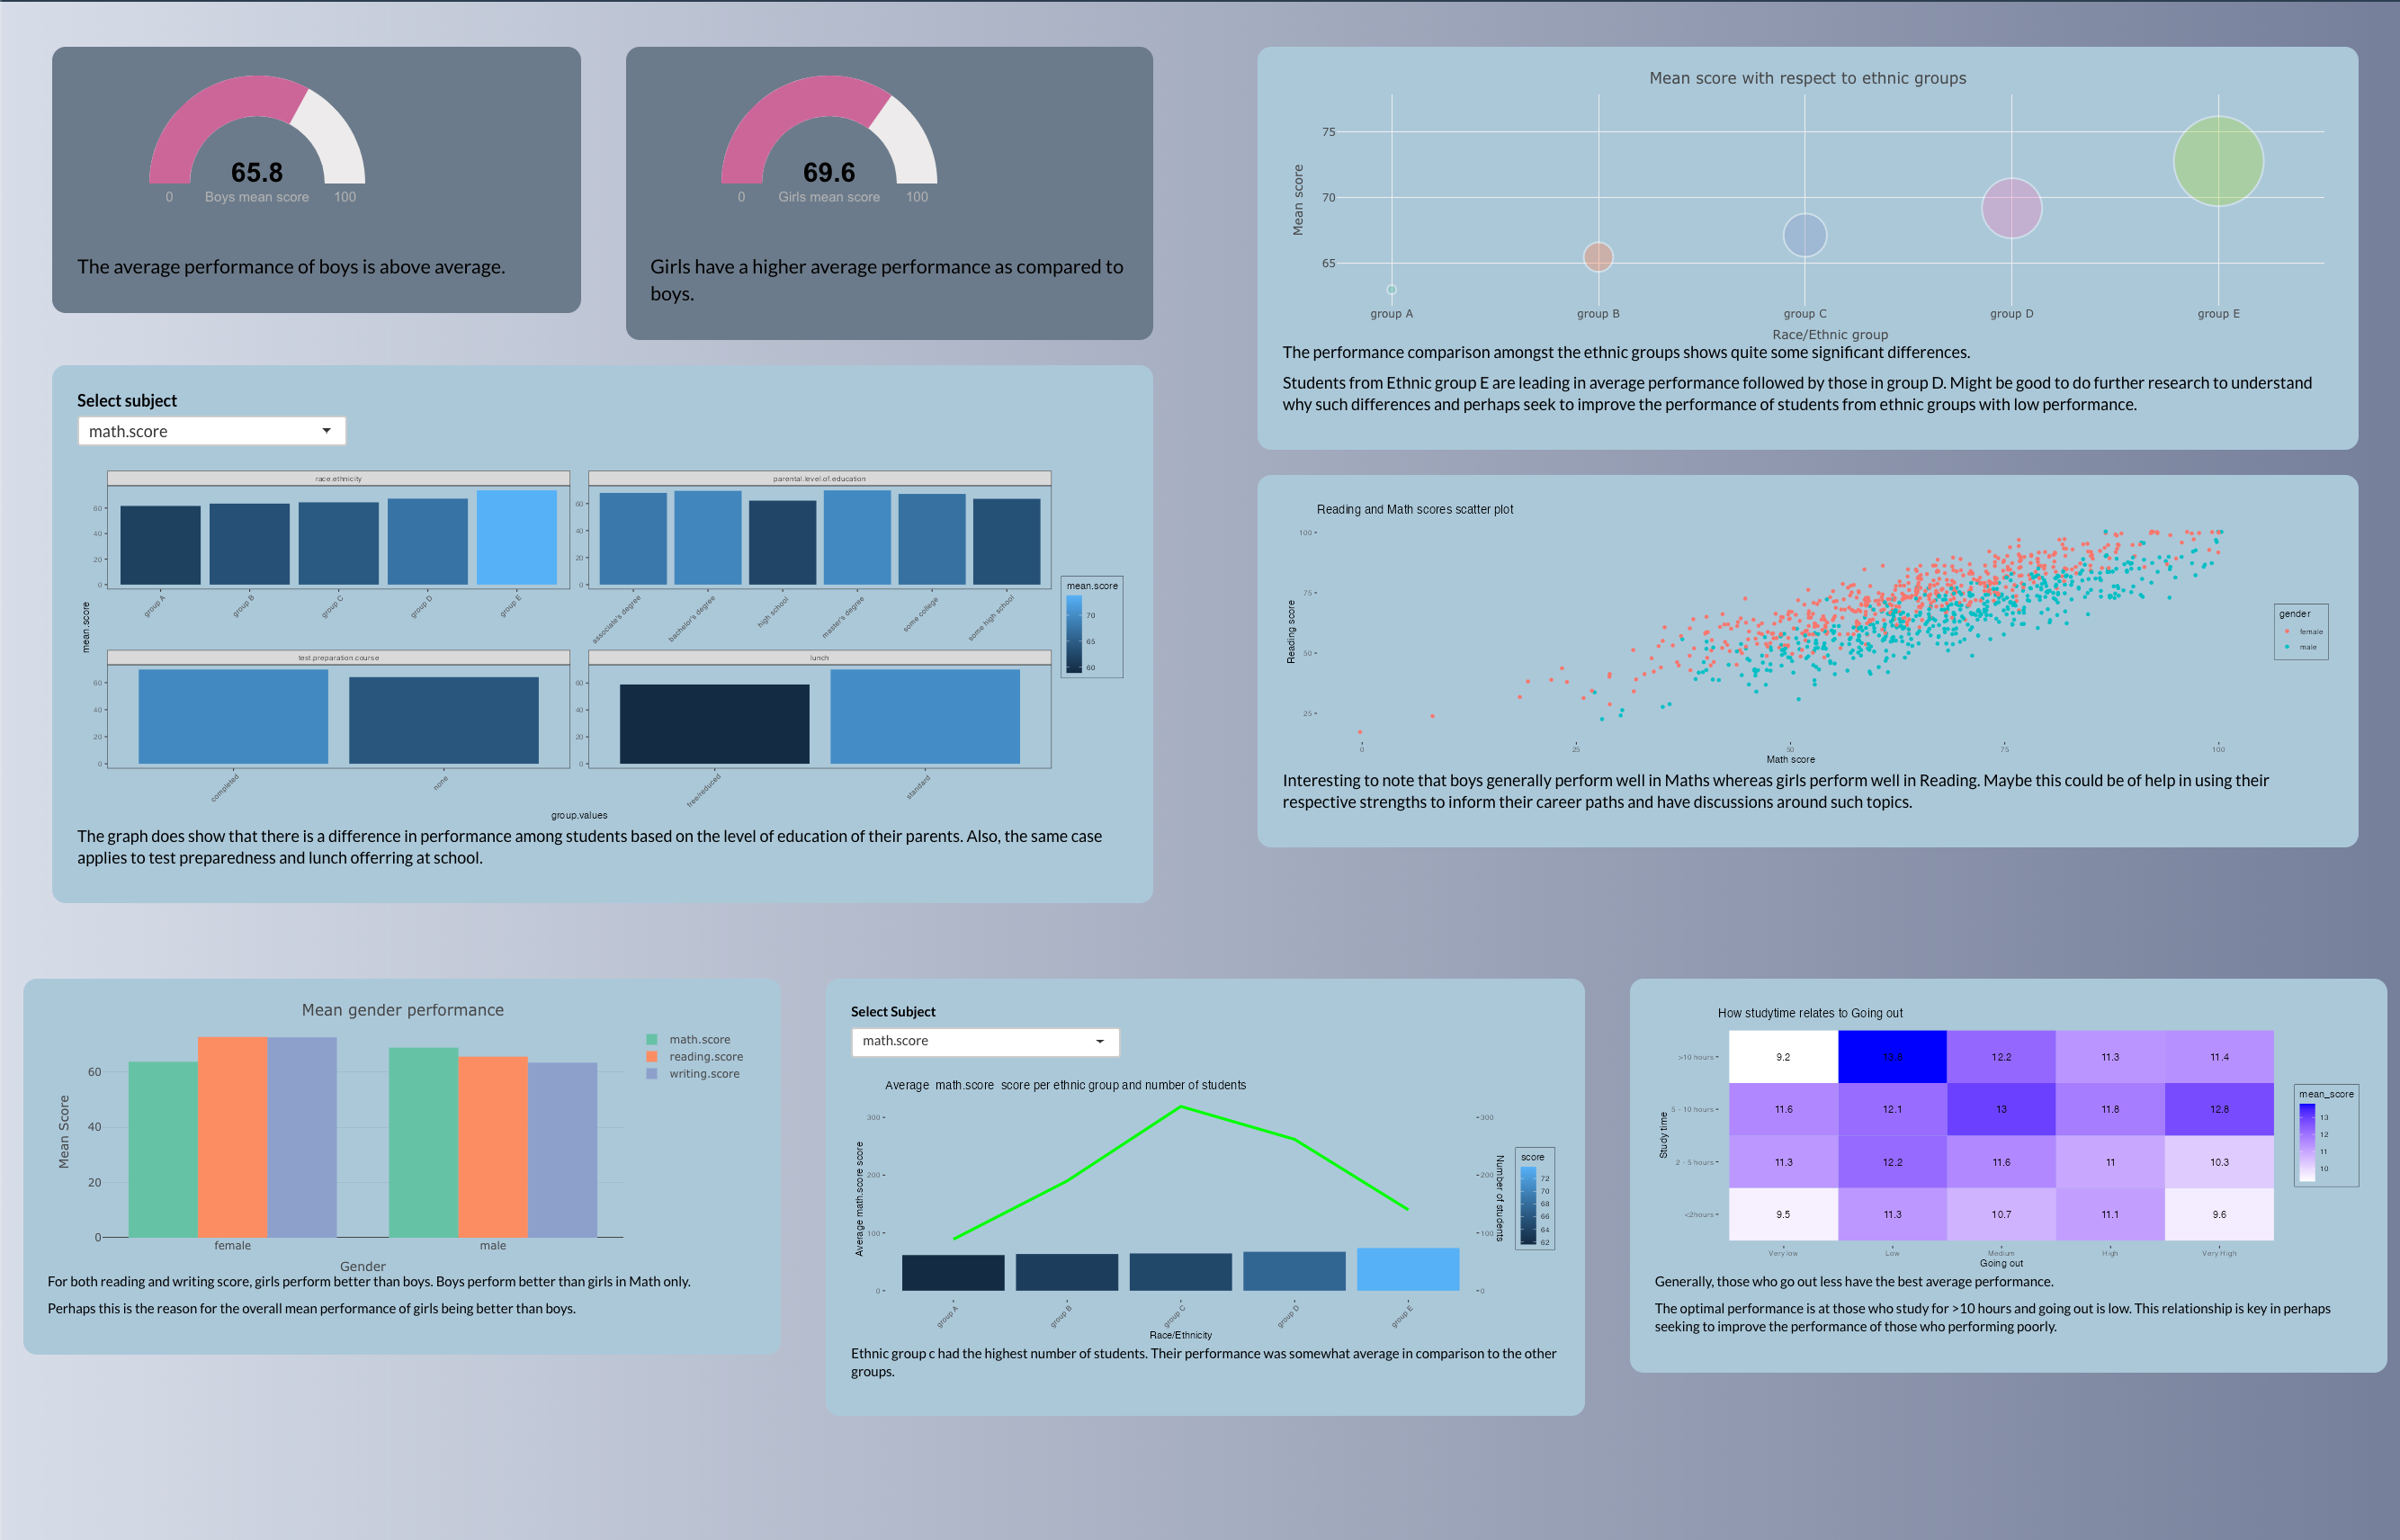 65.8
0 Boys mean score 100
The average performance of boys is above average.
69.6
0 Girls mean score 100
Girls have a higher average performance as compared to
boys.
Select subject
math.score
race.ethnicity
60
40
20
0
group A group B group C group D group E
parental.level.of.education
60
40
20
0
associate's degree bachelor's degree high school master's degree some college some high school
mean.score
test.preparation.course
60
40
20
0
completed none
lunch
60
40
20
0
free/reduced standard
group.values
mean.score
70
65
60
The graph does show that there is a difference in performance among students based on the level of education of their parents. Also, the same case
applies to test preparedness and lunch offerring at school.
Mean score with respect to ethnic groups
Mean score
75
70
65
group A group B group C group D group E
Race/Ethnic group
The performance comparison amongst the ethnic groups shows quite some significant differences.
Students from Ethnic group E are leading in average performance followed by those in group D. Might be good to do further research to understand
why such differences and perhaps seek to improve the performance of students from ethnic groups with low performance.
Reading and Math scores scatter plot
Reading score
100
75
50
25
0 25 50 75 100
Math score
gender
female
male
Interesting to note that boys generally perform well in Maths whereas girls perform well in Reading. Maybe this could be of help in using their
respective strengths to inform their career paths and have discussions around such topics.
Mean gender performance
Mean Score
60
40
20
0
female male
Gender
math.score
reading.score
writing.score
For both reading and writing score, girls perform better than boys. Boys perform better than girls in Math only.
Perhaps this is the reason for the overall mean performance of girls being better than boys.
Select Subject
math.score
Average math.score score per ethnic group and number of students
Average math.score score
300
200
100
0
300
200
100
0
Number of students
group A group B group C group D group E
Race/Ethnicity
score
72
70
68
66
64
62
Ethnic group c had the highest number of students. Their performance was somewhat average in comparison to the other
groups.
How studytime relates to Going out
Study time
>10 hours 9.2 13.8 12.2 11.3 11.4
5 - 10 hours 11.6 12.1 13 11.8 12.8
2 - 5 hours 11.3 12.2 11.6 11 10.3
<2hours 9.5 11.3 10.7 11.1 9.6
Very low Low Medium High Very High
Going out
mean_score
13
12
11
10
Generally, those who go out less have the best average performance.
The optimal performance is at those who study for >10 hours and going out is low. This relationship is key in perhaps
seeking to improve the performance of those who performing poorly.